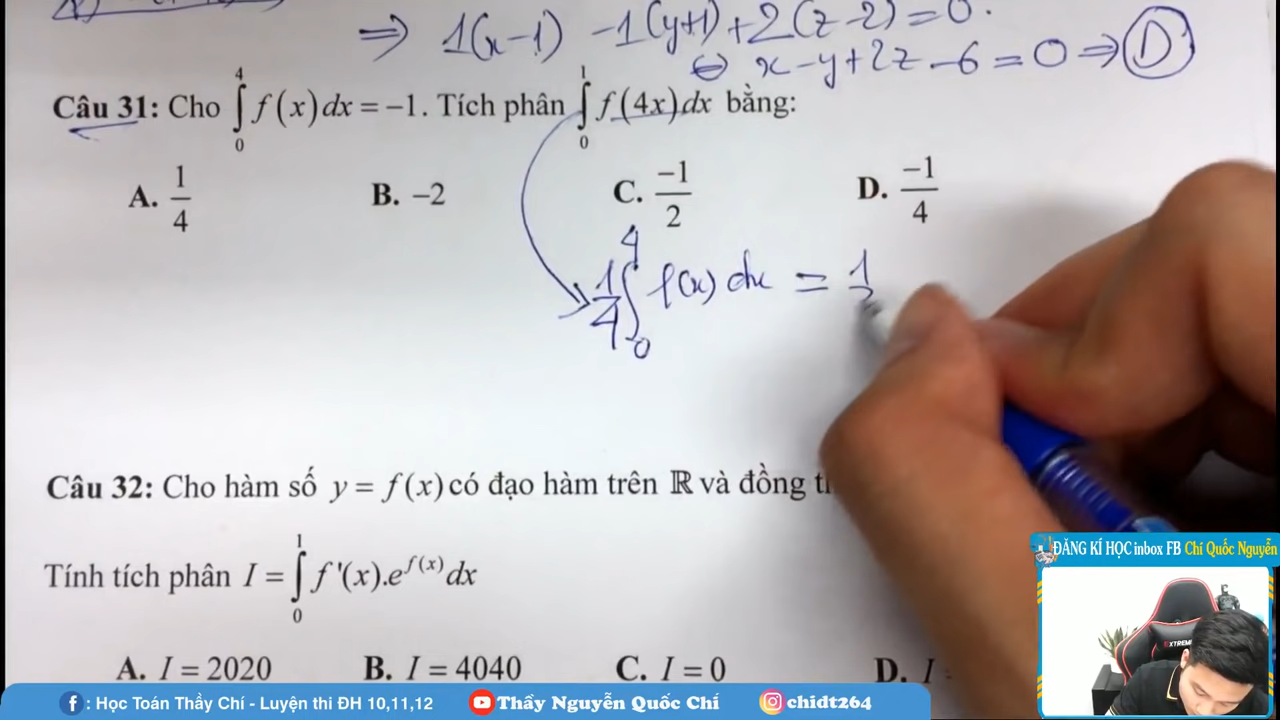 ⇒ 1(x-1) -1(y+1) + 2(z-2) = 0.
⇔ x-y+2z-6=0 ⇒ D
Câu 31: Cho ∫₀⁴ f(x)dx = −1. Tích phân ∫₀¹ f(4x)dx bằng:
A. 1/4 B. −2 C. −1/2 D. −1/4
1/4 ∫₀⁴ f(x) dx = 1
Câu 32: Cho hàm số y = f(x) có đạo hàm trên ℝ và đồng
Tính tích phân I = ∫₀¹ f'(x).e^{f(x)}dx
A. I = 2020 B. I = 4040 C. I = 0 D. I
ĐĂNG KÍ HỌC inbox FB Chí Quốc Nguyễn
EXTREME
f : Học Toán Thầy Chí - Luyện thi ĐH 10,11,12 Thầy Nguyễn Quốc Chí chidt264